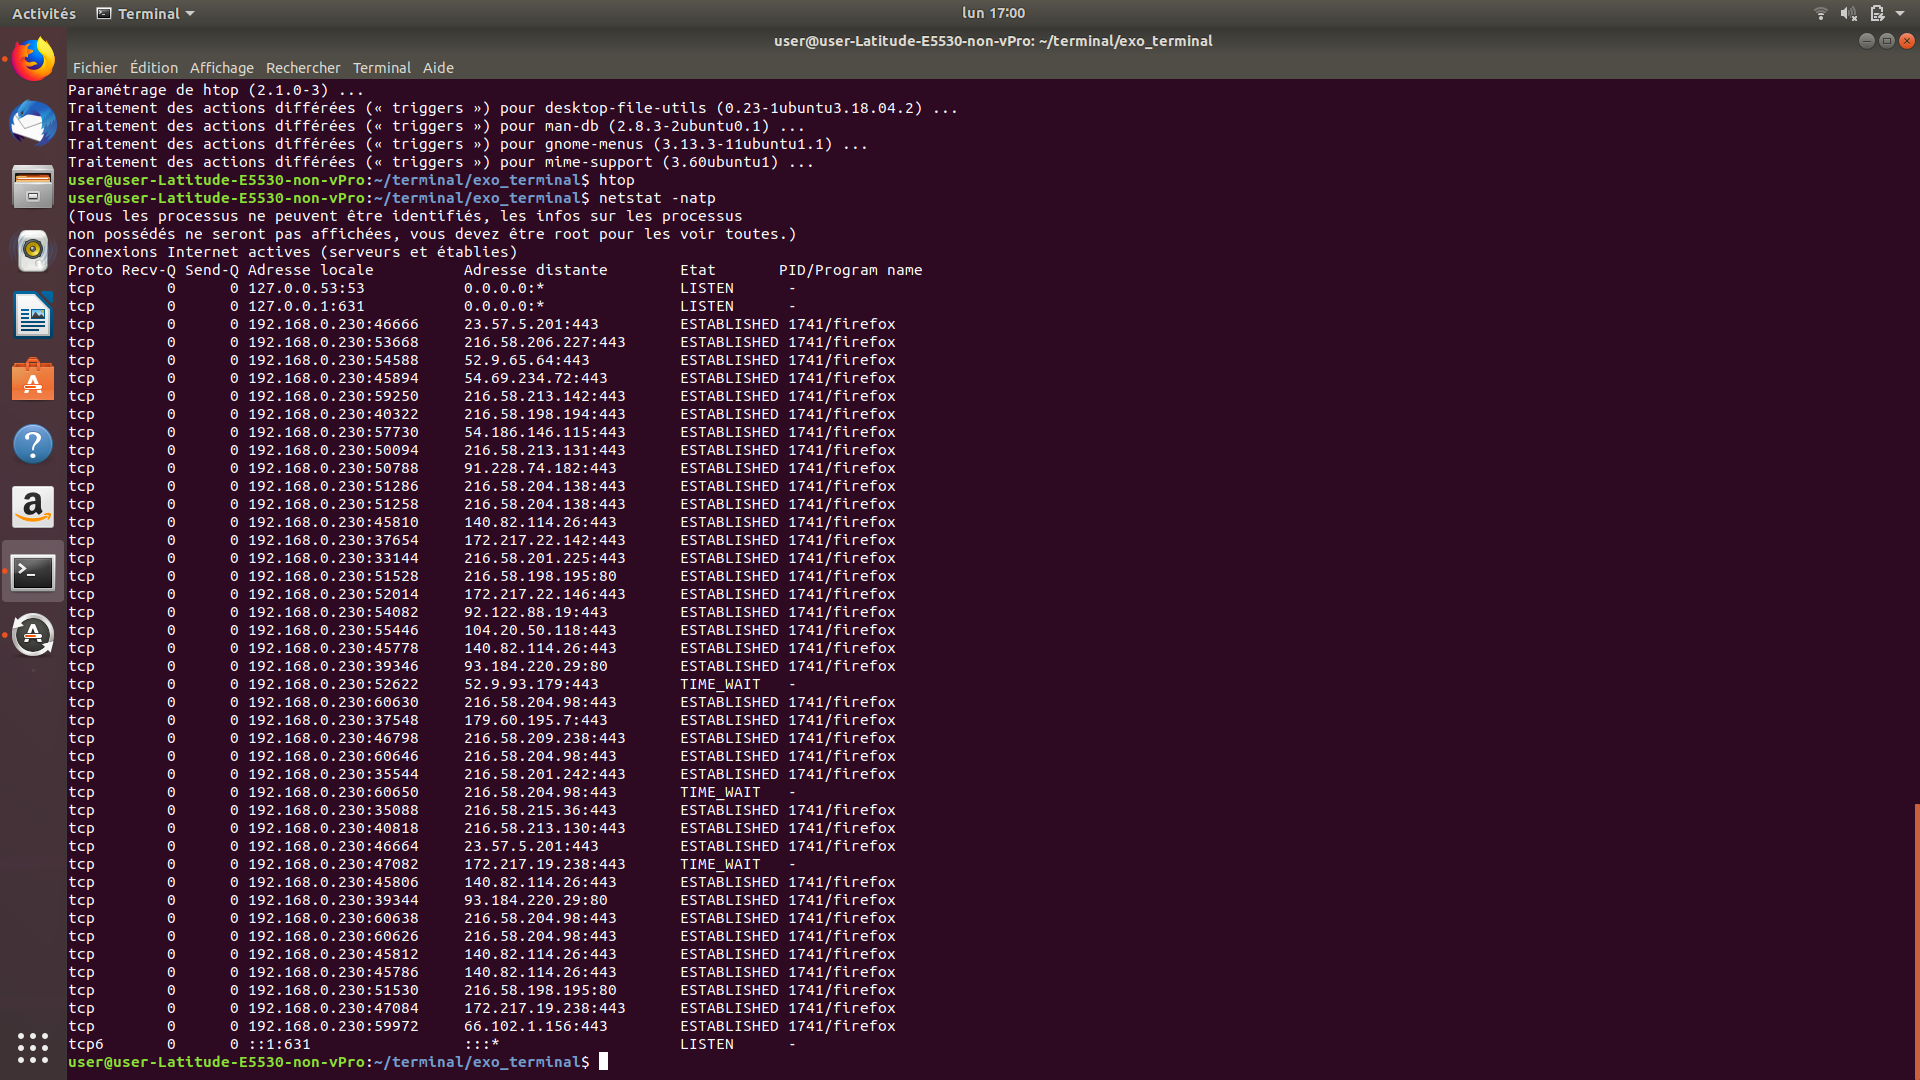 Activités Terminal lun 17:00
user@user-Latitude-E5530-non-vPro: ~/terminal/exo_terminal
Fichier Édition Affichage Rechercher Terminal Aide
Paramétrage de htop (2.1.0-3) ...
Traitement des actions différées (« triggers ») pour desktop-file-utils (0.23-1ubuntu3.18.04.2) ...
Traitement des actions différées (« triggers ») pour man-db (2.8.3-2ubuntu0.1) ...
Traitement des actions différées (« triggers ») pour gnome-menus (3.13.3-11ubuntu1.1) ...
Traitement des actions différées (« triggers ») pour mime-support (3.60ubuntu1) ...
user@user-Latitude-E5530-non-vPro:~/terminal/exo_terminal$ htop
user@user-Latitude-E5530-non-vPro:~/terminal/exo_terminal$ netstat -natp
(Tous les processus ne peuvent être identifiés, les infos sur les processus
non possédés ne seront pas affichées, vous devez être root pour les voir toutes.)
Connexions Internet actives (serveurs et établies)
Proto Recv-Q Send-Q Adresse locale          Adresse distante        Etat       PID/Program name
tcp        0      0 127.0.0.53:53           0.0.0.0:*               LISTEN      -
tcp        0      0 127.0.0.1:631           0.0.0.0:*               LISTEN      -
tcp        0      0 192.168.0.230:46666     23.57.5.201:443         ESTABLISHED 1741/firefox
tcp        0      0 192.168.0.230:53668     216.58.206.227:443      ESTABLISHED 1741/firefox
tcp        0      0 192.168.0.230:54588     52.9.65.64:443          ESTABLISHED 1741/firefox
tcp        0      0 192.168.0.230:45894     54.69.234.72:443        ESTABLISHED 1741/firefox
tcp        0      0 192.168.0.230:59250     216.58.213.142:443      ESTABLISHED 1741/firefox
tcp        0      0 192.168.0.230:40322     216.58.198.194:443      ESTABLISHED 1741/firefox
tcp        0      0 192.168.0.230:57730     54.186.146.115:443      ESTABLISHED 1741/firefox
tcp        0      0 192.168.0.230:50094     216.58.213.131:443      ESTABLISHED 1741/firefox
tcp        0      0 192.168.0.230:50788     91.228.74.182:443       ESTABLISHED 1741/firefox
tcp        0      0 192.168.0.230:51286     216.58.204.138:443      ESTABLISHED 1741/firefox
tcp        0      0 192.168.0.230:51258     216.58.204.138:443      ESTABLISHED 1741/firefox
tcp        0      0 192.168.0.230:45810     140.82.114.26:443       ESTABLISHED 1741/firefox
tcp        0      0 192.168.0.230:37654     172.217.22.142:443      ESTABLISHED 1741/firefox
tcp        0      0 192.168.0.230:33144     216.58.201.225:443      ESTABLISHED 1741/firefox
tcp        0      0 192.168.0.230:51528     216.58.198.195:80       ESTABLISHED 1741/firefox
tcp        0      0 192.168.0.230:52014     172.217.22.146:443      ESTABLISHED 1741/firefox
tcp        0      0 192.168.0.230:54082     92.122.88.19:443        ESTABLISHED 1741/firefox
tcp        0      0 192.168.0.230:55446     104.20.50.118:443       ESTABLISHED 1741/firefox
tcp        0      0 192.168.0.230:45778     140.82.114.26:443       ESTABLISHED 1741/firefox
tcp        0      0 192.168.0.230:39346     93.184.220.29:80        ESTABLISHED 1741/firefox
tcp        0      0 192.168.0.230:52622     52.9.93.179:443         TIME_WAIT   -
tcp        0      0 192.168.0.230:60630     216.58.204.98:443       ESTABLISHED 1741/firefox
tcp        0      0 192.168.0.230:37548     179.60.195.7:443        ESTABLISHED 1741/firefox
tcp        0      0 192.168.0.230:46798     216.58.209.238:443      ESTABLISHED 1741/firefox
tcp        0      0 192.168.0.230:60646     216.58.204.98:443       ESTABLISHED 1741/firefox
tcp        0      0 192.168.0.230:35544     216.58.201.242:443      ESTABLISHED 1741/firefox
tcp        0      0 192.168.0.230:60650     216.58.204.98:443       TIME_WAIT   -
tcp        0      0 192.168.0.230:35088     216.58.215.36:443       ESTABLISHED 1741/firefox
tcp        0      0 192.168.0.230:40818     216.58.213.130:443      ESTABLISHED 1741/firefox
tcp        0      0 192.168.0.230:46664     23.57.5.201:443         ESTABLISHED 1741/firefox
tcp        0      0 192.168.0.230:47082     172.217.19.238:443      TIME_WAIT   -
tcp        0      0 192.168.0.230:45806     140.82.114.26:443       ESTABLISHED 1741/firefox
tcp        0      0 192.168.0.230:39344     93.184.220.29:80        ESTABLISHED 1741/firefox
tcp        0      0 192.168.0.230:60638     216.58.204.98:443       ESTABLISHED 1741/firefox
tcp        0      0 192.168.0.230:60626     216.58.204.98:443       ESTABLISHED 1741/firefox
tcp        0      0 192.168.0.230:45812     140.82.114.26:443       ESTABLISHED 1741/firefox
tcp        0      0 192.168.0.230:45786     140.82.114.26:443       ESTABLISHED 1741/firefox
tcp        0      0 192.168.0.230:51530     216.58.198.195:80       ESTABLISHED 1741/firefox
tcp        0      0 192.168.0.230:47084     172.217.19.238:443      ESTABLISHED 1741/firefox
tcp        0      0 192.168.0.230:59972     66.102.1.156:443        ESTABLISHED 1741/firefox
tcp6       0      0 ::1:631                 :::*                    LISTEN      -
user@user-Latitude-E5530-non-vPro:~/terminal/exo_terminal$